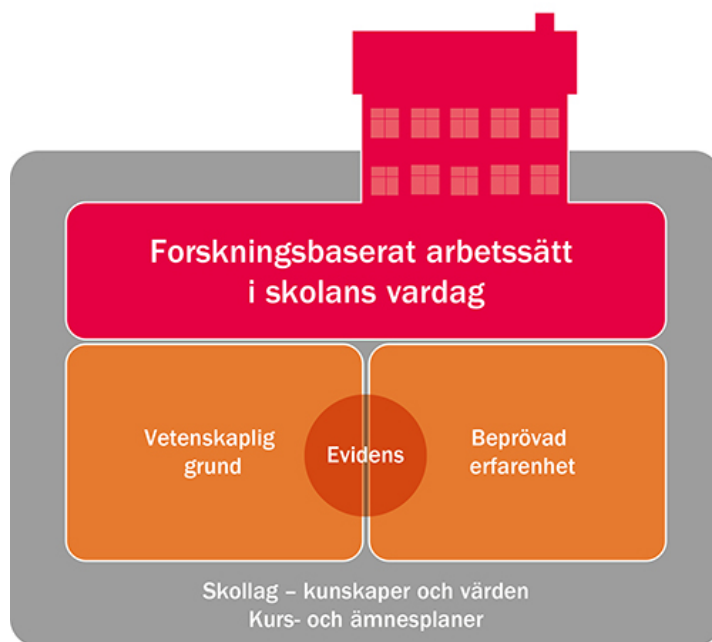 Forskningsbaserat arbetssätt
i skolans vardag
Vetenskaplig
grund
Evidens
Beprövad
erfarenhet
Skollag – kunskaper och värden
Kurs- och ämnesplaner